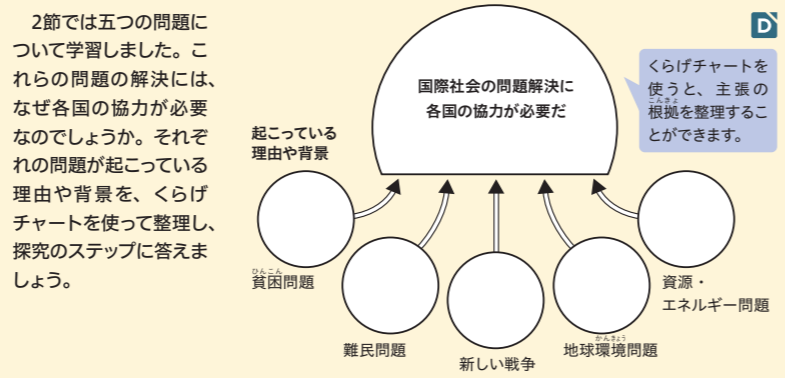 2節では五つの問題に
ついて学習しました。こ
れらの問題の解決には、
なぜ各国の協力が必要
なのでしょうか。それぞ
れの問題が起こっている
理由や背景を、くらげ
チャートを使って整理し、
探究のステップに答えま
しょう。
D
国際社会の問題解決に
各国の協力が必要だ
くらげチャートを
使うと、主張の
こんきょ
根拠を整理するこ
とができます。
起こっている
理由や背景
ひんこん
貧困問題
難民問題
新しい戦争
かんきょう
地球環境問題
資源・
エネルギー問題